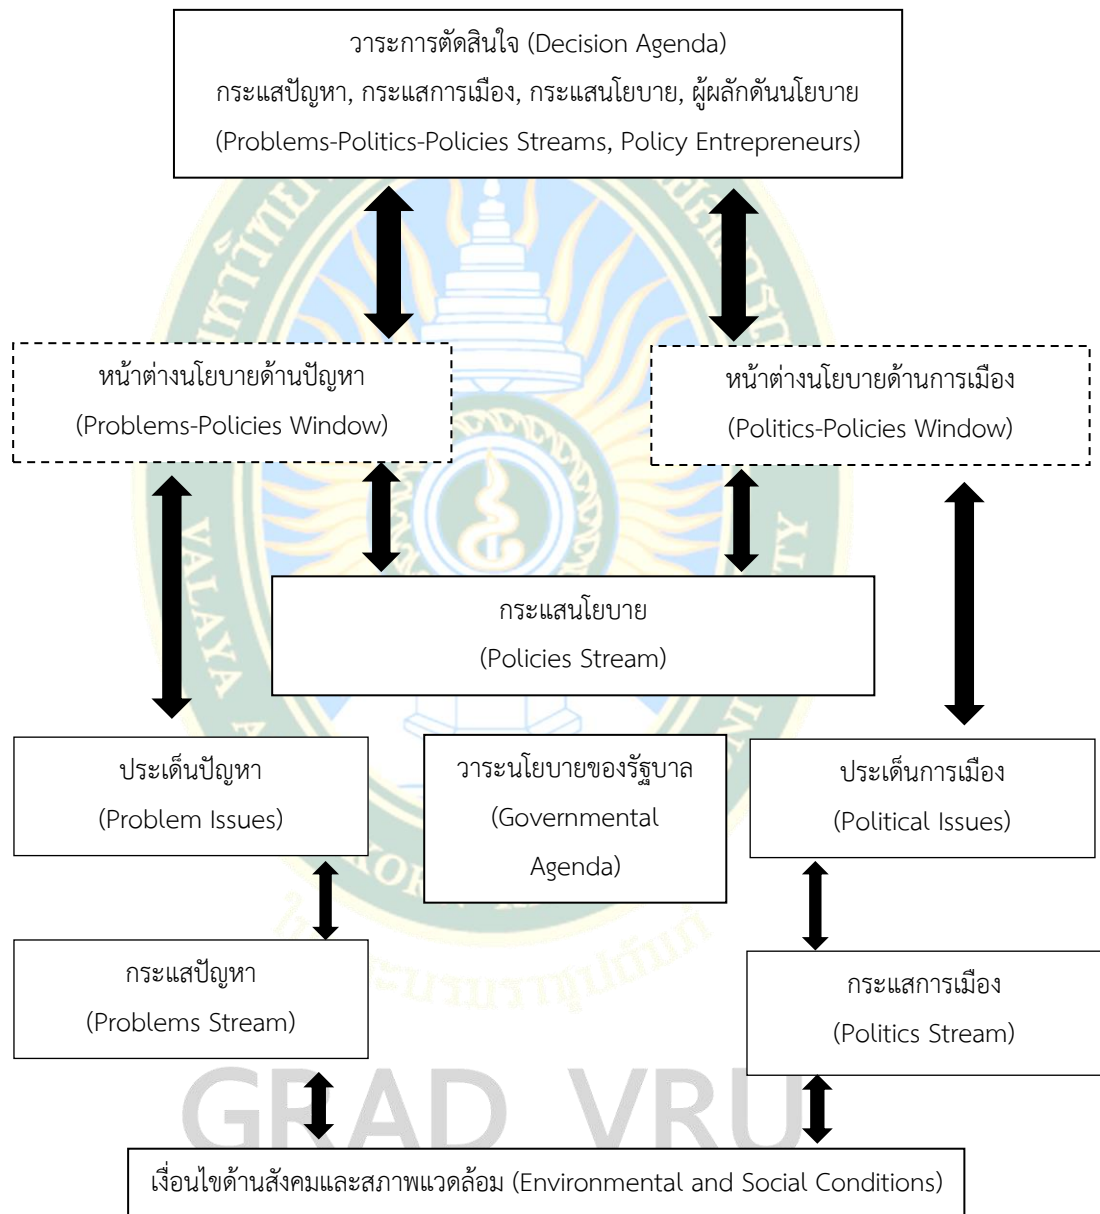 วาระการตัดสินใจ (Decision Agenda)
กระแสปัญหา, กระแสการเมือง, กระแสนโยบาย, ผู้ผลักดันนโยบาย
(Problems-Politics-Policies Streams, Policy Entrepreneurs)
หน้าต่างนโยบายด้านปัญหา
(Problems-Policies Window)
หน้าต่างนโยบายด้านการเมือง
(Politics-Policies Window)
กระแสนโยบาย
(Policies Stream)
ประเด็นปัญหา
(Problem Issues)
วาระนโยบายของรัฐบาล
(Governmental
Agenda)
ประเด็นการเมือง
(Political Issues)
กระแสปัญหา
(Problems Stream)
กระแสการเมือง
(Politics Stream)
VALAYA
GRAD VRU
เงื่อนไขด้านสังคมและสภาพแวดล้อม (Environmental and Social Conditions)